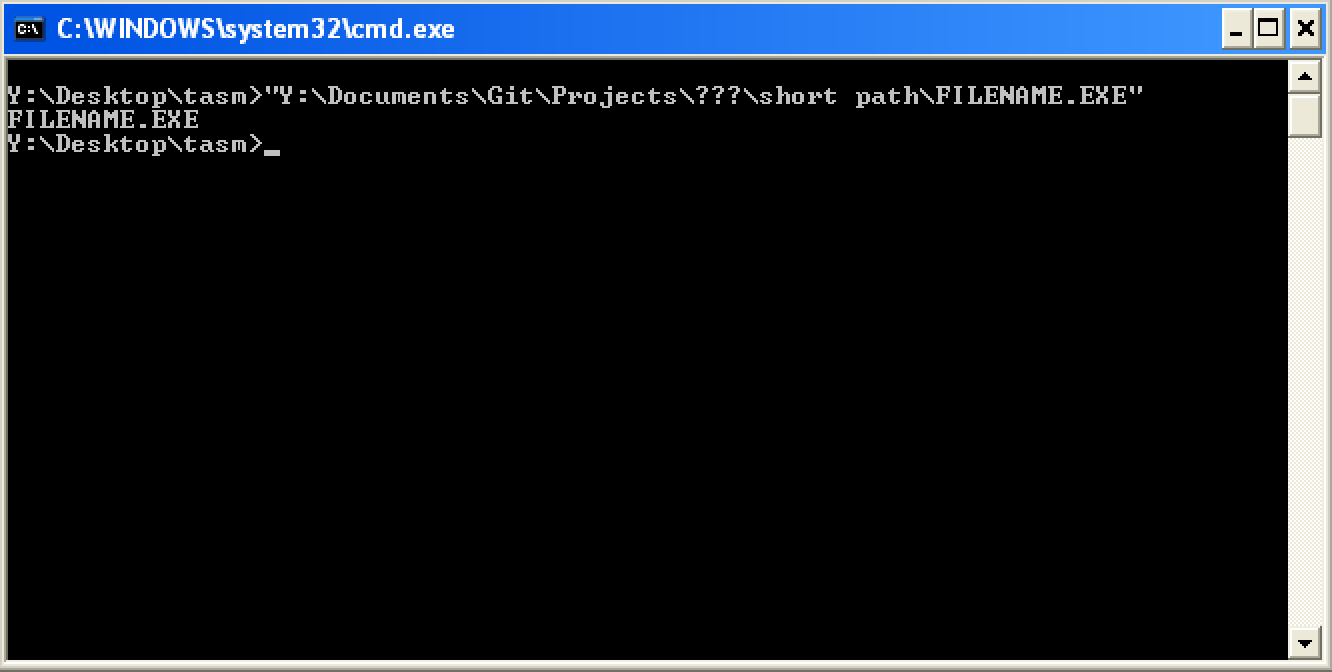 C:\WINDOWS\system32\cmd.exe
Y:\Desktop\tasm>"Y:\Documents\Git\Projects\???\short path\FILENAME.EXE"
FILENAME.EXE
Y:\Desktop\tasm>_